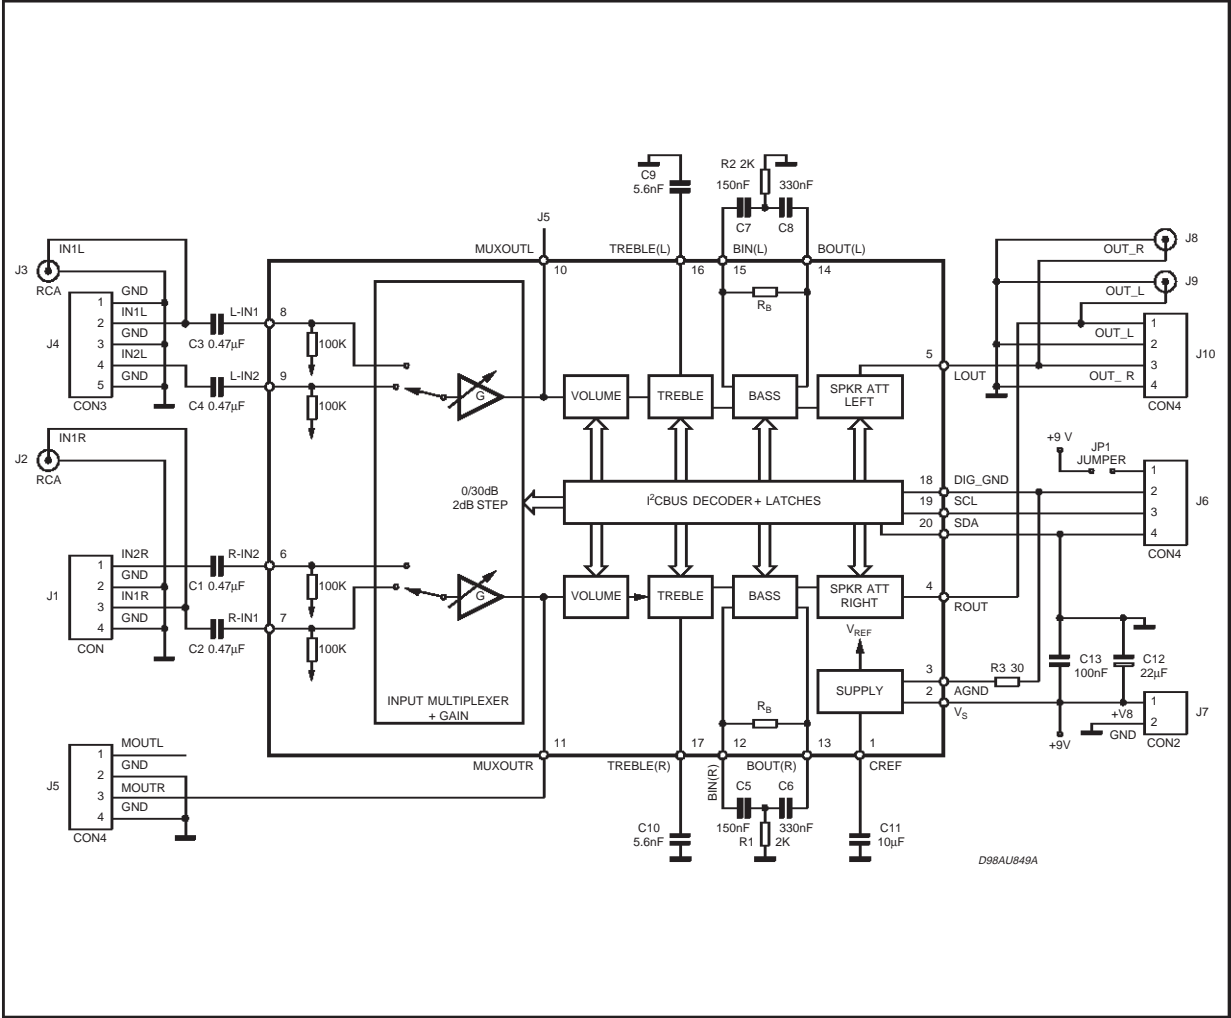 C9
5.6nF
R2 2K
150nF
330nF
C7
C8
J5
MUXOUTL
TREBLE(L)
BIN(L)
BOUT(L)
10
16
15
14
IN1L
J3
RCA
GND
1
IN1L
2
GND
3
IN2L
4
GND
5
J4
CON3
L-IN1
8
C3 0.47µF
100K
L-IN2
9
C4 0.47µF
100K
IN1R
J2
RCA
IN2R
1
GND
2
IN1R
3
GND
4
J1
CON
R-IN2
6
C1 0.47µF
100K
R-IN1
7
C2 0.47µF
100K
G
G
0/30dB
2dB STEP
INPUT MULTIPLEXER
+ GAIN
RB
VOLUME
TREBLE
BASS
SPKR ATT
LEFT
I2CBUS DECODER + LATCHES
VOLUME
TREBLE
BASS
SPKR ATT
RIGHT
VREF
SUPPLY
RB
5
LOUT
18
DIG_GND
19
SCL
20
SDA
4
ROUT
3
AGND
2
VS
R3 30
J8
OUT_R
J9
OUT_L
1
OUT_L
2
3
OUT_ R
4
J10
CON4
+9 V
JP1
JUMPER
1
2
3
4
J6
CON4
C13
100nF
C12
22µF
+9V
+V8
GND
1
2
J7
CON2
MOUTL
1
GND
2
MOUTR
3
GND
4
J5
CON4
11
17
12
13
1
MUXOUTR
TREBLE(R)
BIN(R)
BOUT(R)
CREF
C10
5.6nF
C5
C6
150nF
330nF
R1
2K
C11
10µF
D98AU849A